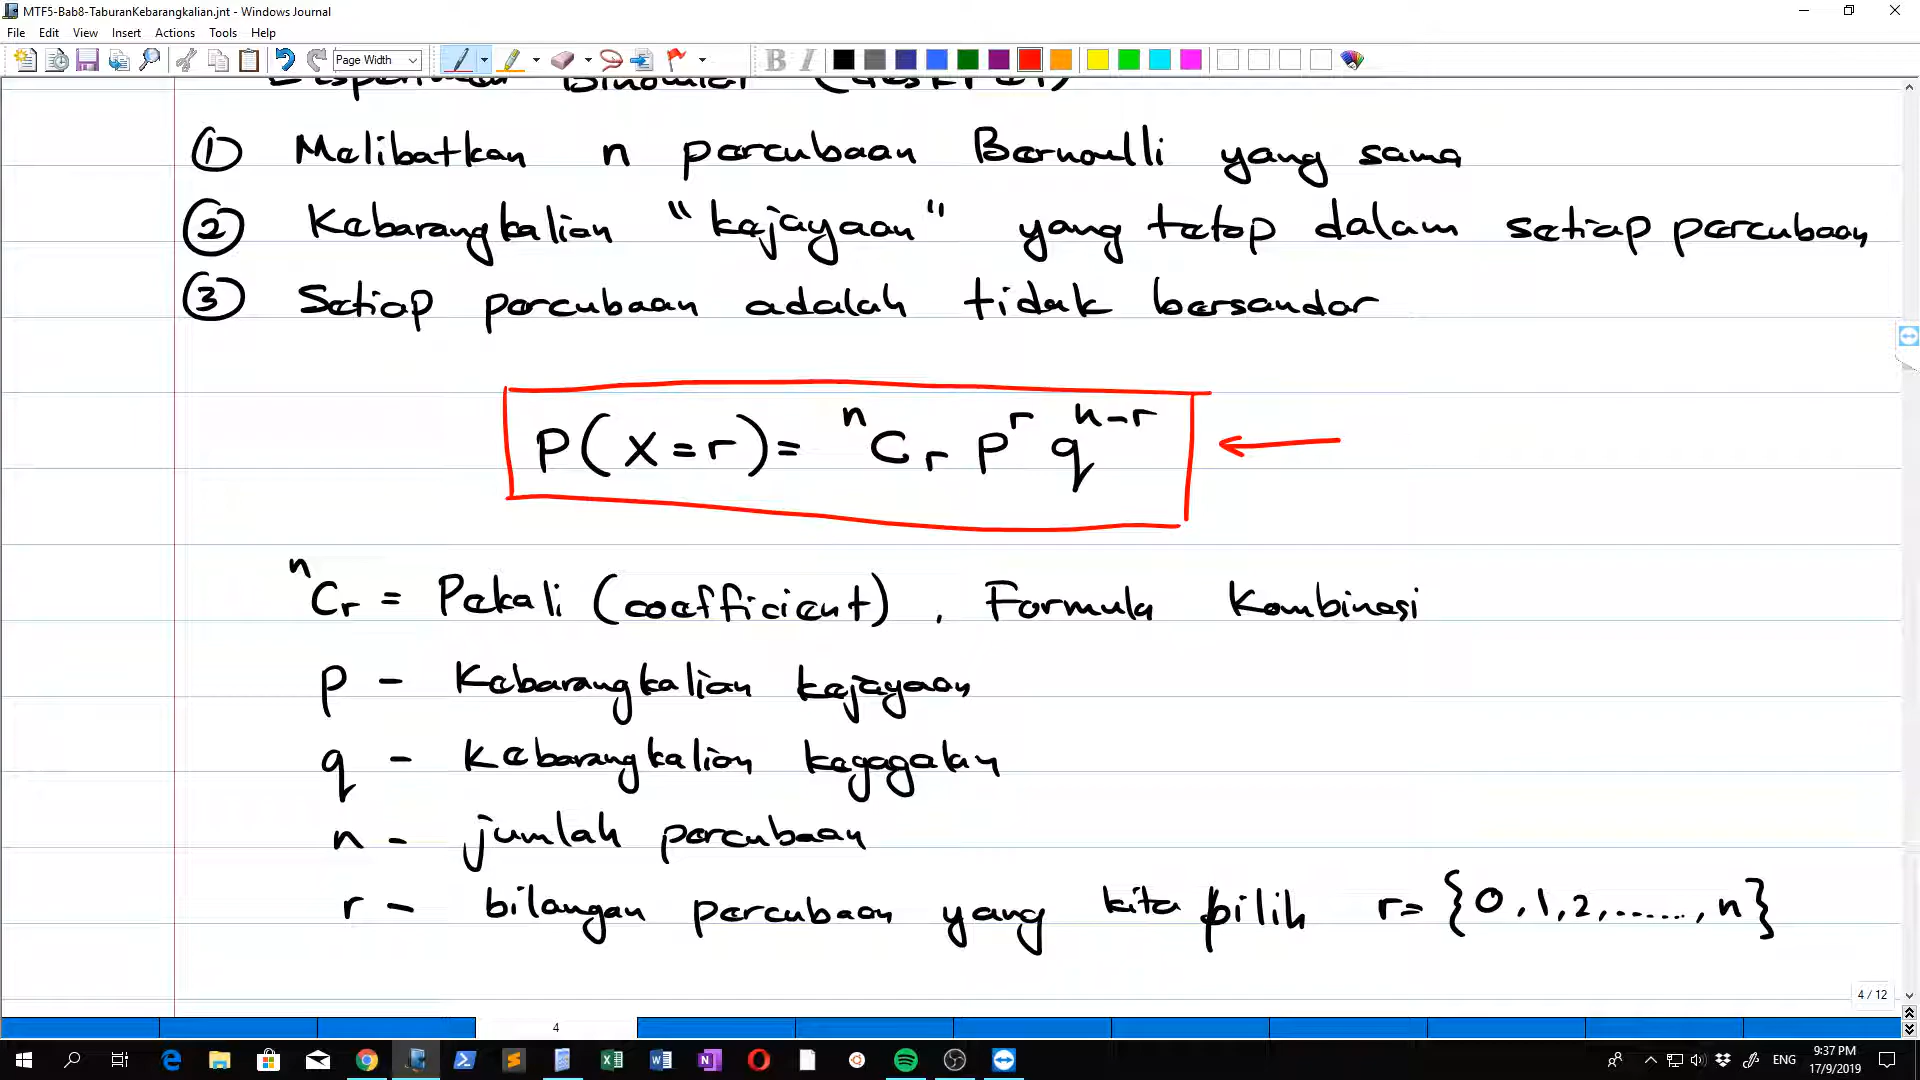 MTF5-Bab8-TaburanKebarangkalian.jnt - Windows Journal
File Edit View Insert Actions Tools Help
Page Width
B I
Eksperimen Binomial (diskret)
① Melibatkan n percubaan Bernoulli yang sama
② Kebarangkalian "kejayaan" yang tetap dalam setiap percubaan
③ Setiap percubaan adalah tidak bersandar
P(X=r)= ⁿCᵣ pʳ qⁿ⁻ʳ
ⁿCᵣ = Pekali (coefficient), Formula Kombinasi
p - Kebarangkalian kejayaan
q - Kebarangkalian kegagalan
n - jumlah percubaan
r - bilangan percubaan yang kita pilih r= {0,1,2,......,n}
4 / 12
4
ENG
9:37 PM
17/9/2019